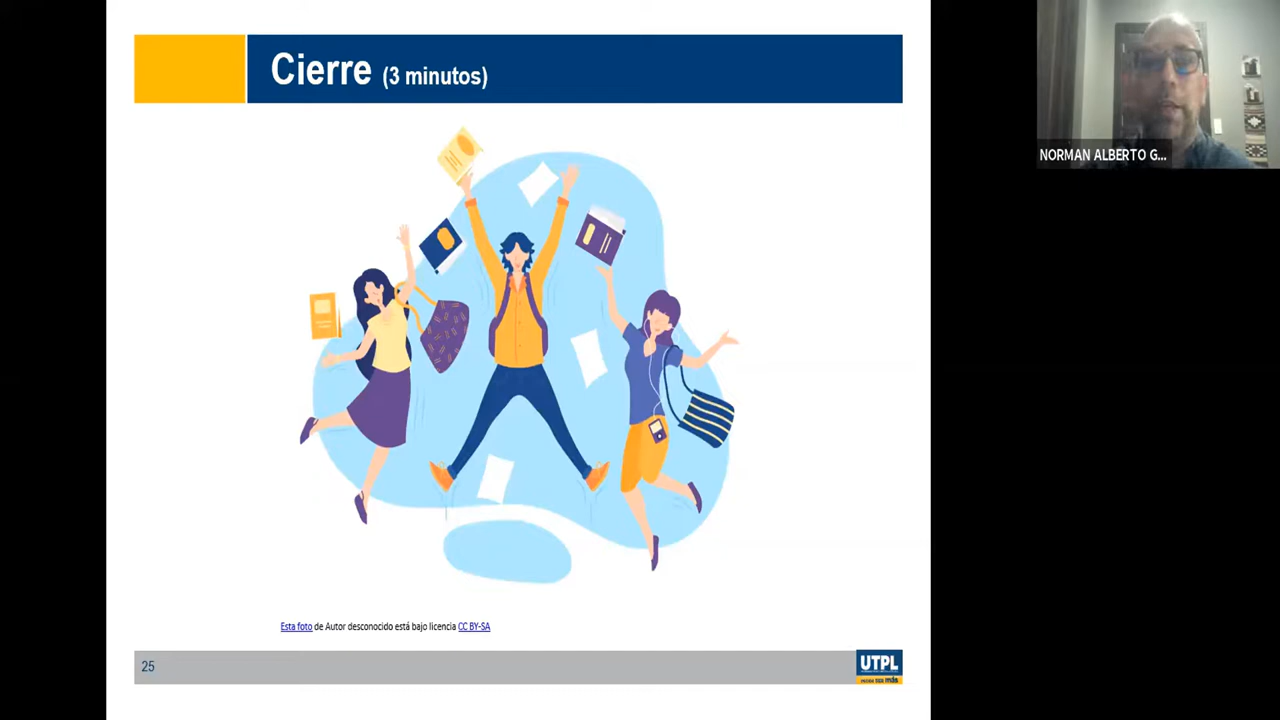 Cierre (3 minutos)
NORMAN ALBERTO G...
Esta foto de Autor desconocido está bajo licencia CC BY-SA
25
UTPL